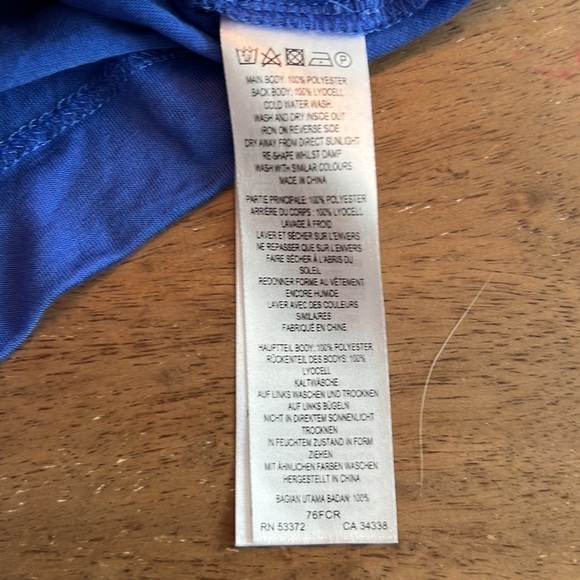 MAIN BODY: 100% POLYESTER
BACK BODY: 100% LYOCELL
COLD WATER WASH.
WASH AND DRY INSIDE OUT
IRON ON REVERSE SIDE
DRY AWAY FROM DIRECT SUNLIGHT
RE-SHAPE WHILST DAMP
WASH WITH SIMILAR COLOURS
MADE IN CHINA
PARTIE PRINCIPALE: 100% POLYESTER
ARRIÈRE DU CORPS: 100% LYOCELL
LAVAGE À FROID
LAVER ET SÉCHER SUR L'ENVERS
NE REPASSER QUE SUR L'ENVERS
FAIRE SÉCHER À L'ABRIS DU
SOLEIL
REDONNER FORME AU VÊTEMENT
ENCORE HUMIDE
LAVER AVEC DES COULEURS
SIMILAIRES
FABRIQUÉ EN CHINE
HAUPTTEIL BODY: 100% POLYESTER
RÜCKENTEIL DES BODYS: 100%
LYOCELL
KALTWÄSCHE
AUF LINKS WASCHEN UND TROCKNEN
AUF LINKS BÜGELN
NICHT IN DIREKTEM SONNENLICHT
TROCKNEN
IN FEUCHTEM ZUSTAND IN FORM
ZIEHEN
MIT ÄHNLICHEN FARBEN WASCHEN
HERGESTELLT IN CHINA
BAGIAN UTAMA BADAN: 100%
76FCR
RN 53372 CA 34338